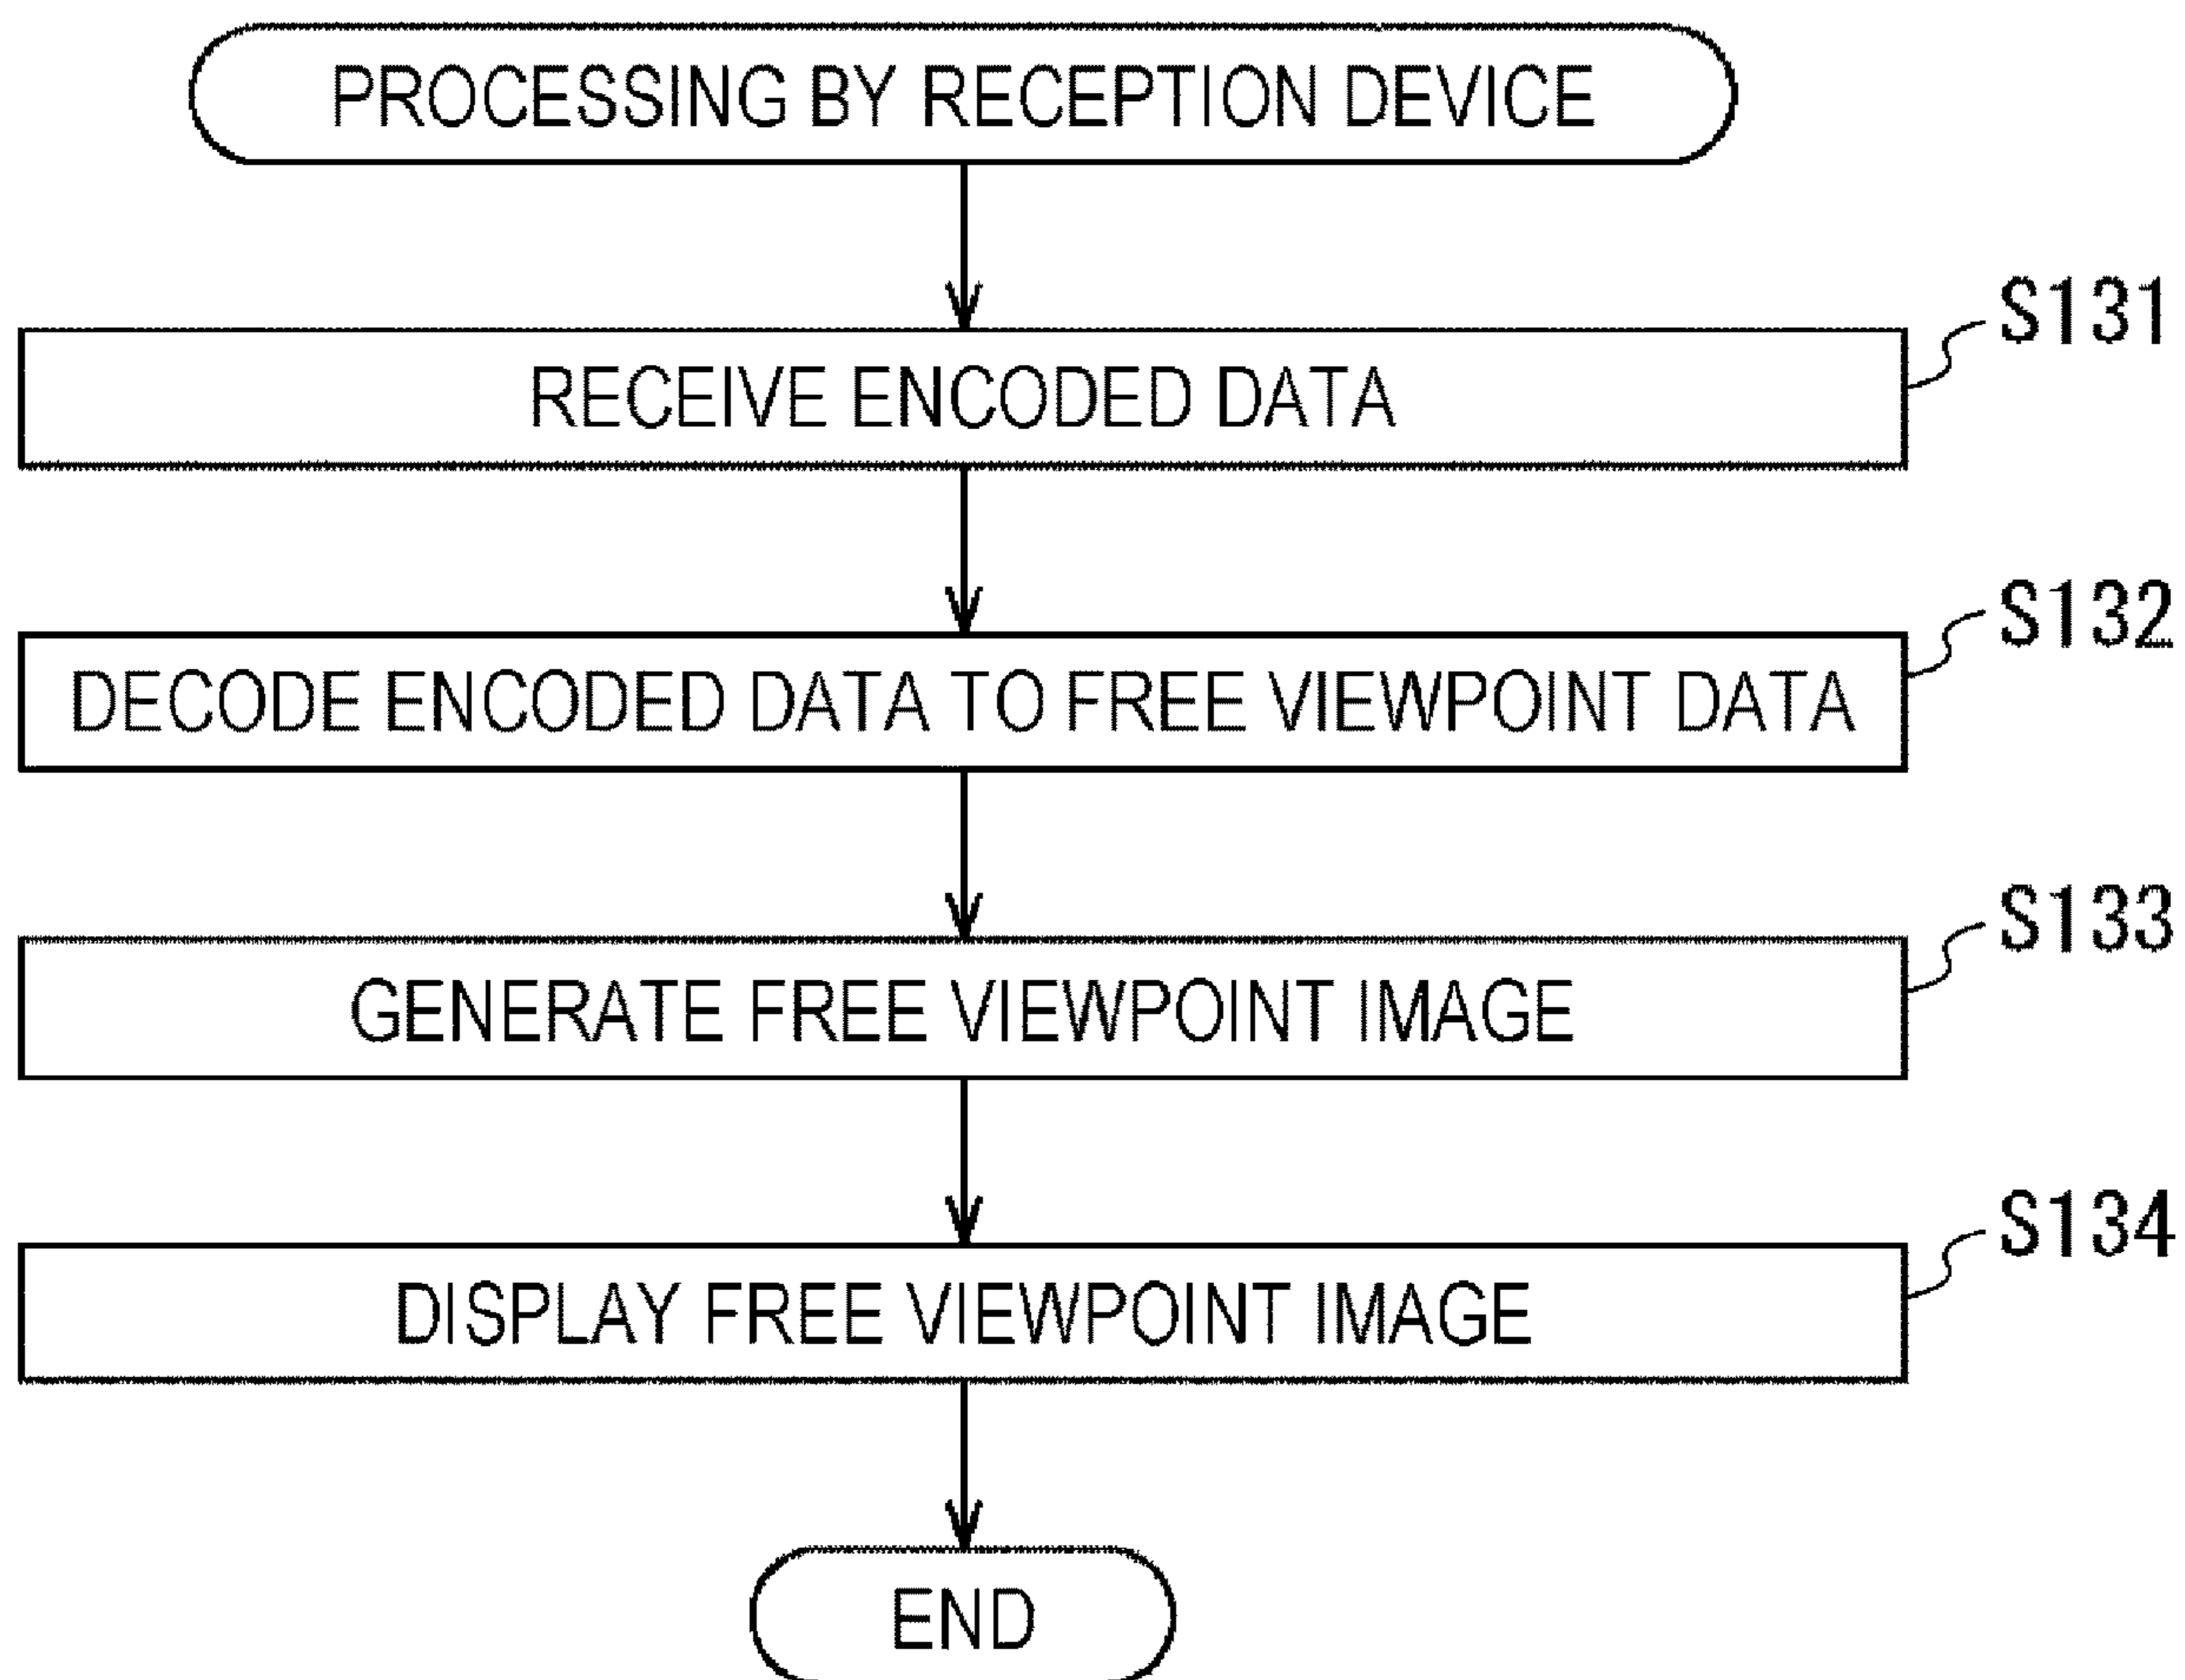 PROCESSING BY RECEPTION DEVICE
S131
RECEIVE ENCODED DATA
S132
DECODE ENCODED DATA TO FREE VIEWPOINT DATA
S133
GENERATE FREE VIEWPOINT IMAGE
S134
DISPLAY FREE VIEWPOINT IMAGE
END